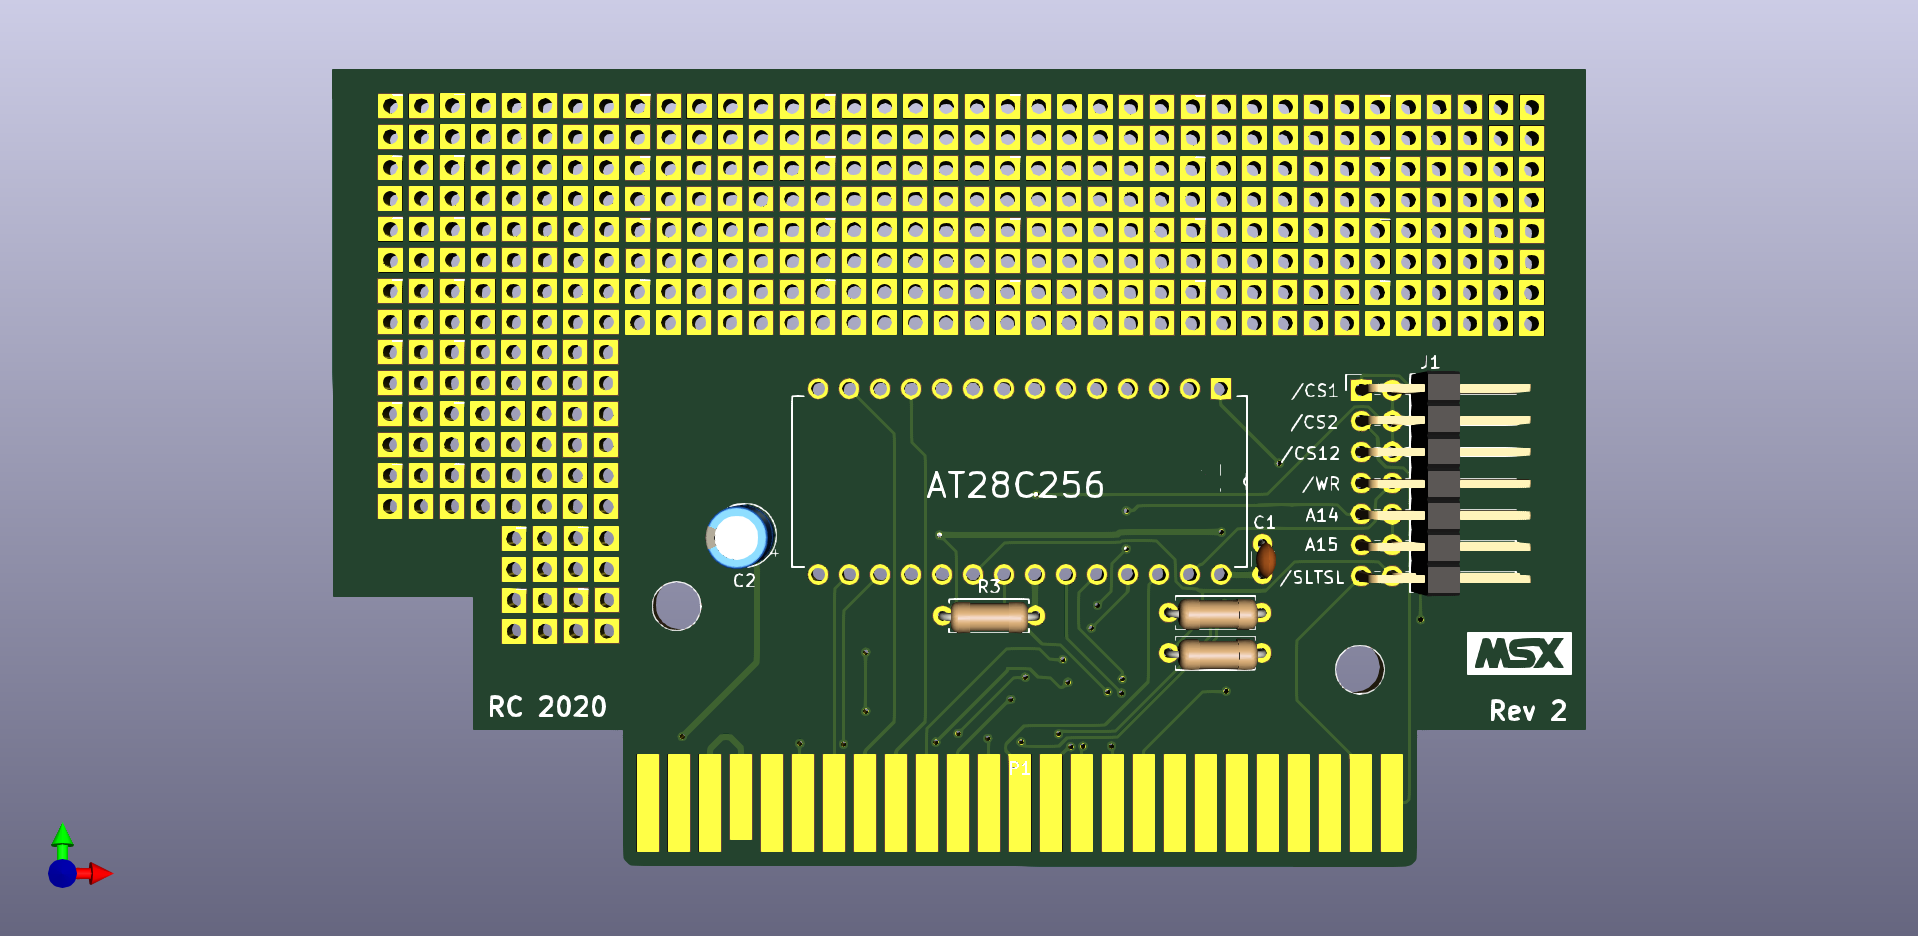 J1
/CS1
/CS2
/CS12
/WR
A14
A15
/SLTSL
AT28C256
C1
C2
+
R3
MSX
RC 2020
Rev 2
P1